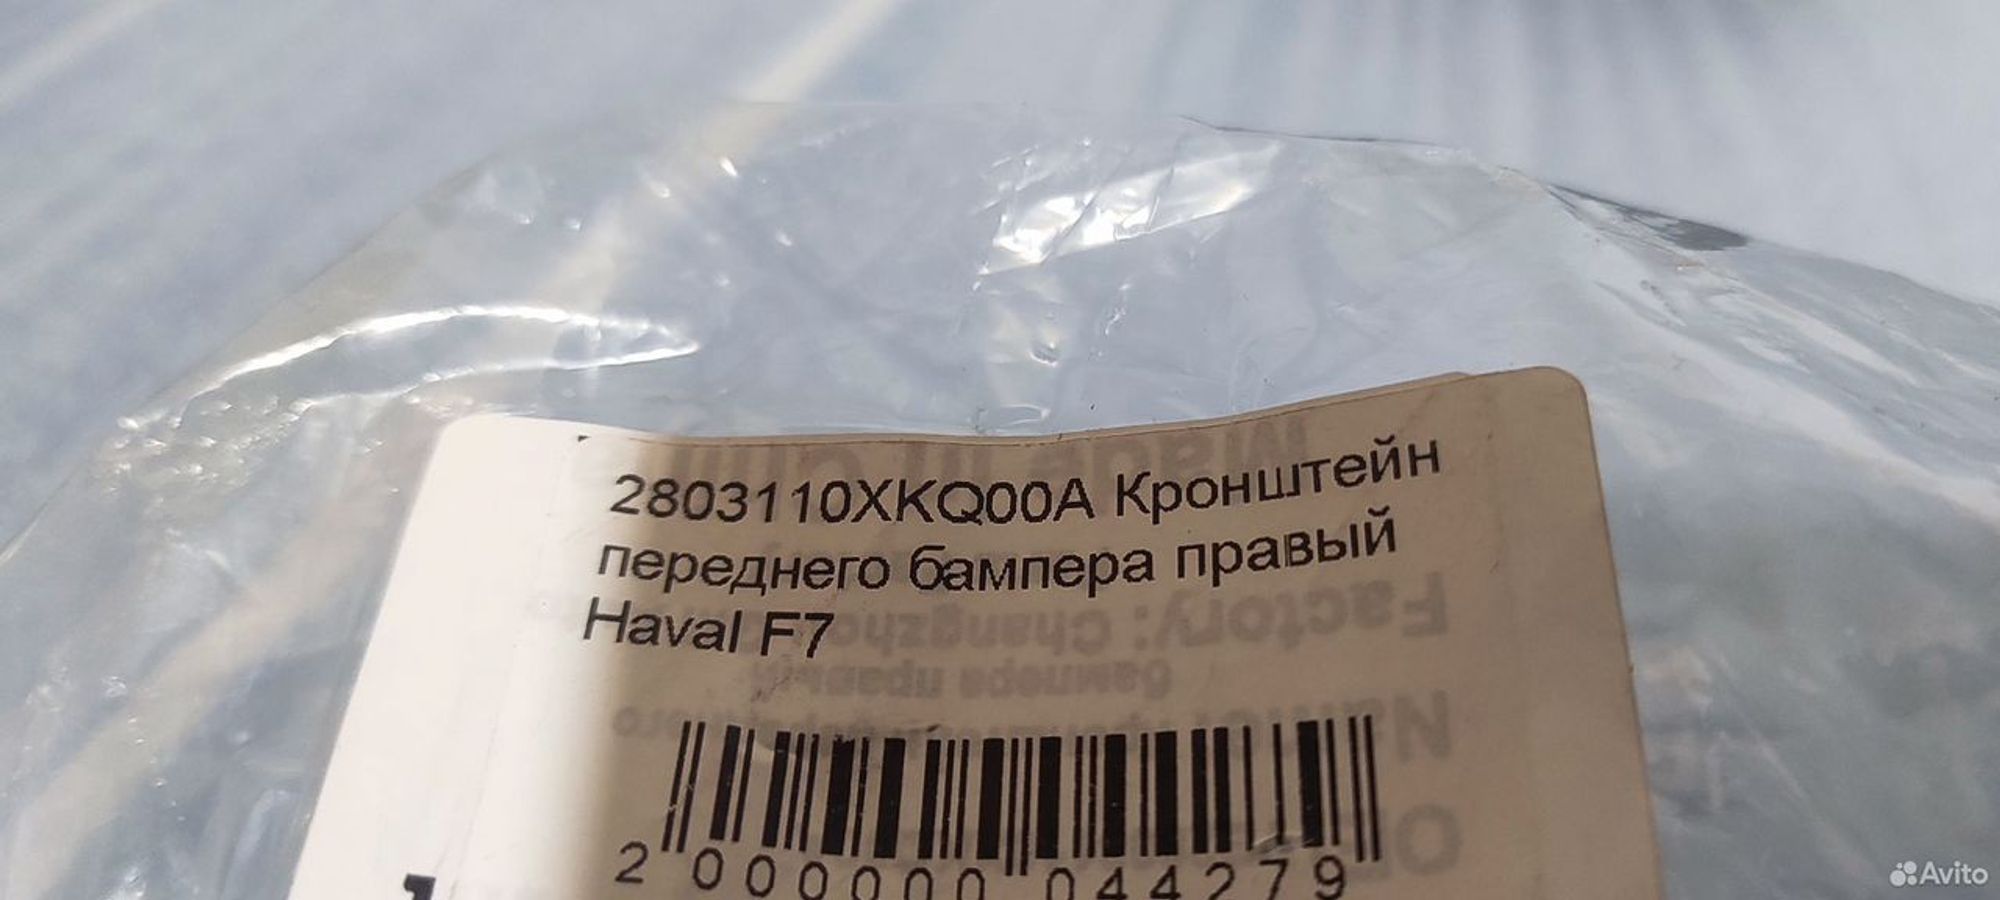 2803110XKQ00A Кронштейн
переднего бампера правый
Haval F7
2 000000 044279
Avito